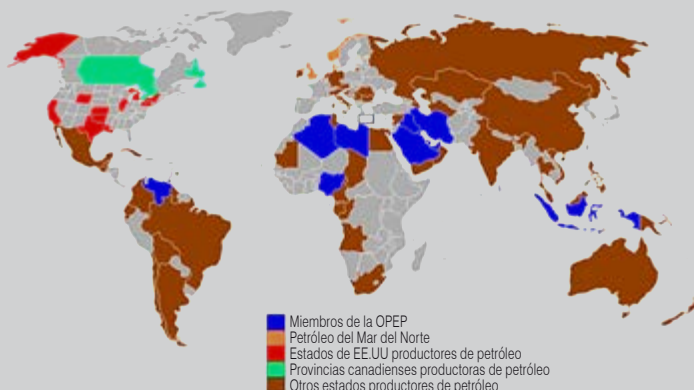 Miembros de la OPEP
Petróleo del Mar del Norte
Estados de EE.UU productores de petróleo
Provincias canadienses productoras de petróleo
Otros estados productores de petróleo